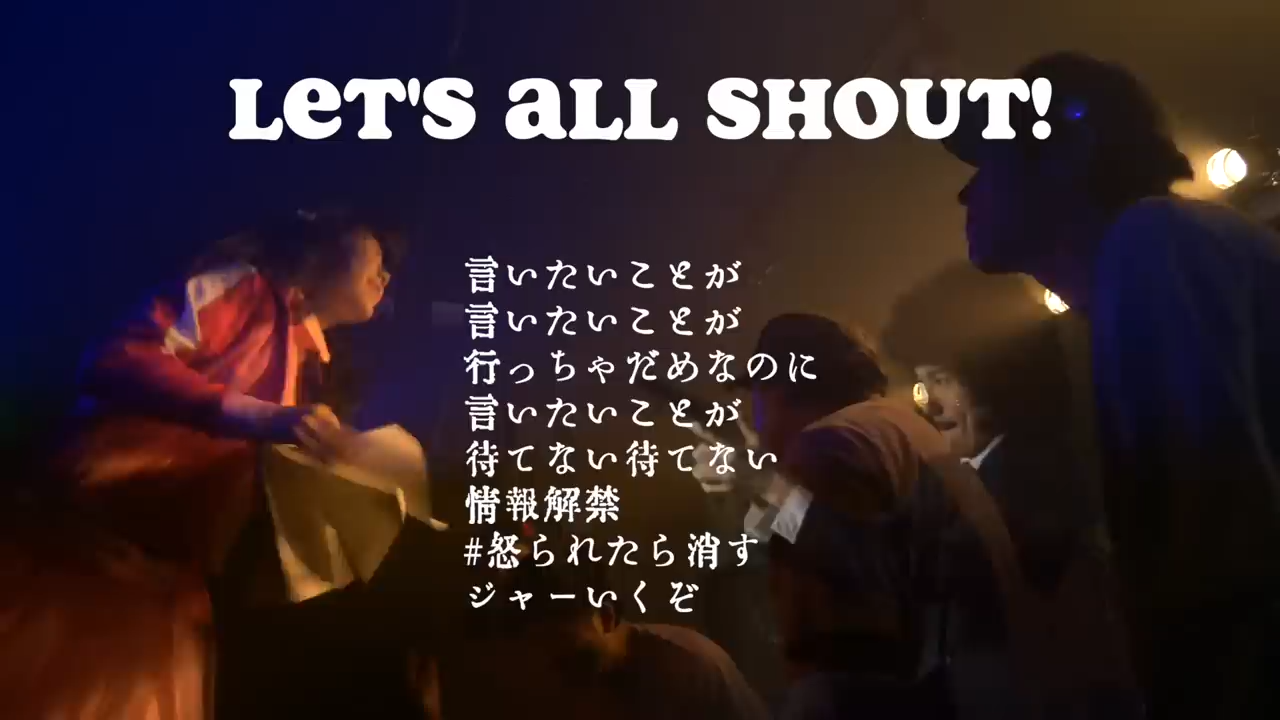 LET'S ALL SHOUT!
言いたいことが
言いたいことが
行っちゃだめなのに
言いたいことが
待てない待てない
情報解禁
#怒られたら消す
ジャーいくぞ